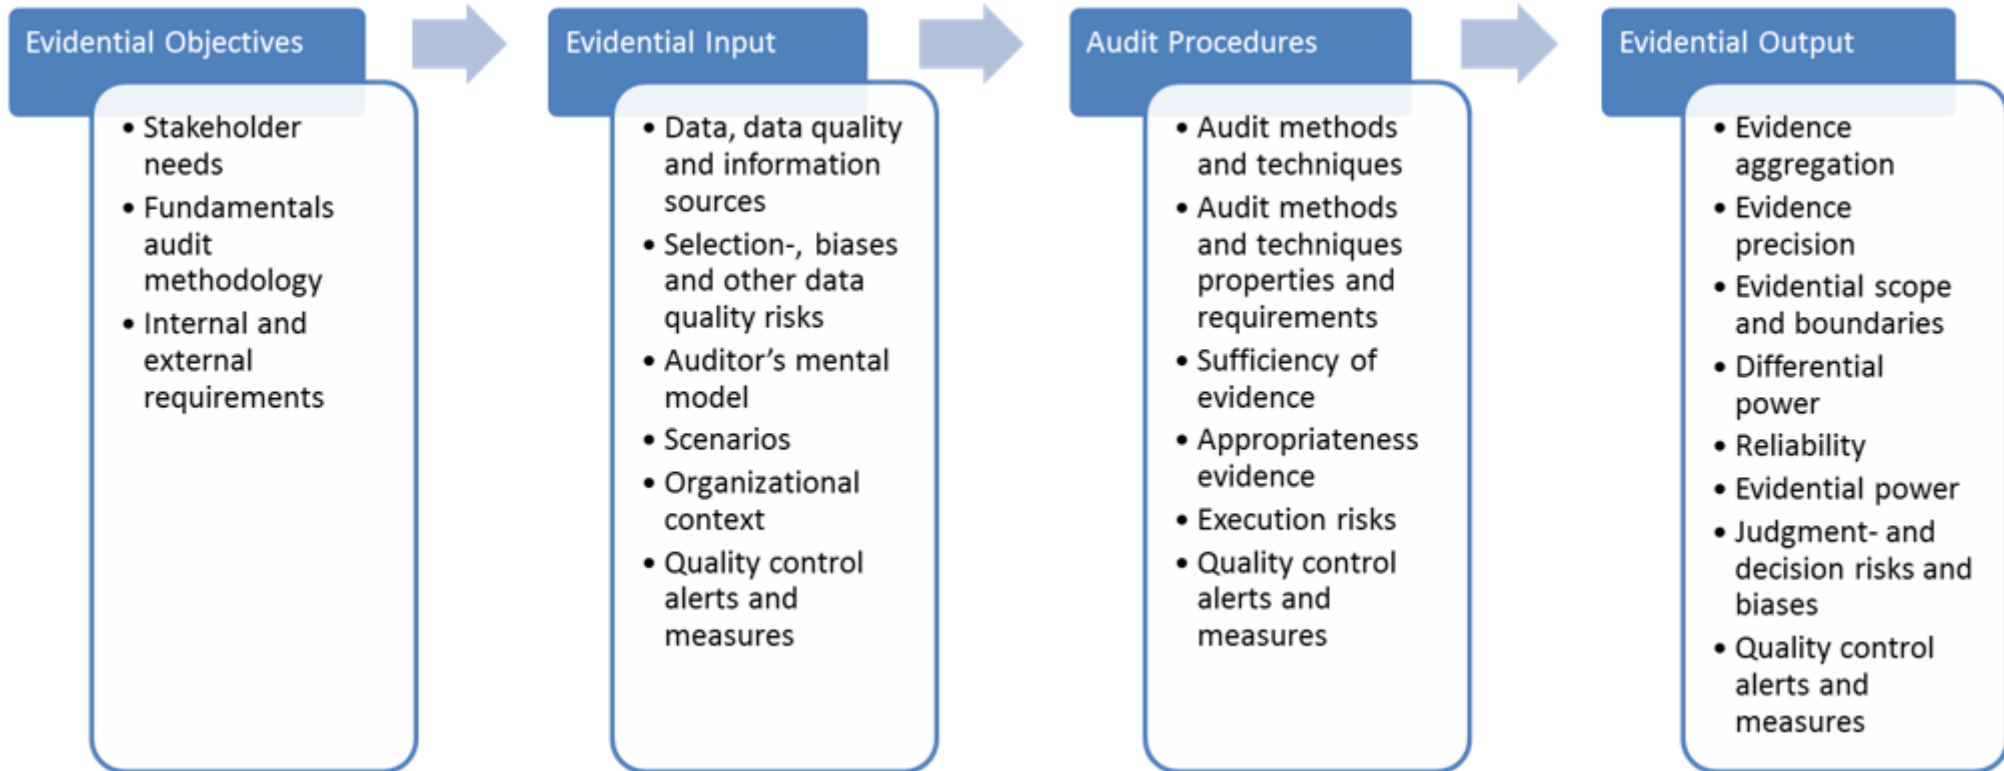 Evidential Objectives
• Stakeholder
needs
• Fundamentals
audit
methodology
• Internal and
external
requirements
Evidential Input
• Data, data quality
and information
sources
• Selection-, biases
and other data
quality risks
• Auditor's mental
model
• Scenarios
• Organizational
context
• Quality control
alerts and
measures
Audit Procedures
• Audit methods
and techniques
• Audit methods
and techniques
properties and
requirements
• Sufficiency of
evidence
• Appropriateness
evidence
• Execution risks
• Quality control
alerts and
measures
Evidential Output
• Evidence
aggregation
• Evidence
precision
• Evidential scope
and boundaries
• Differential
power
• Reliability
• Evidential power
• Judgment- and
decision risks and
biases
• Quality control
alerts and
measures